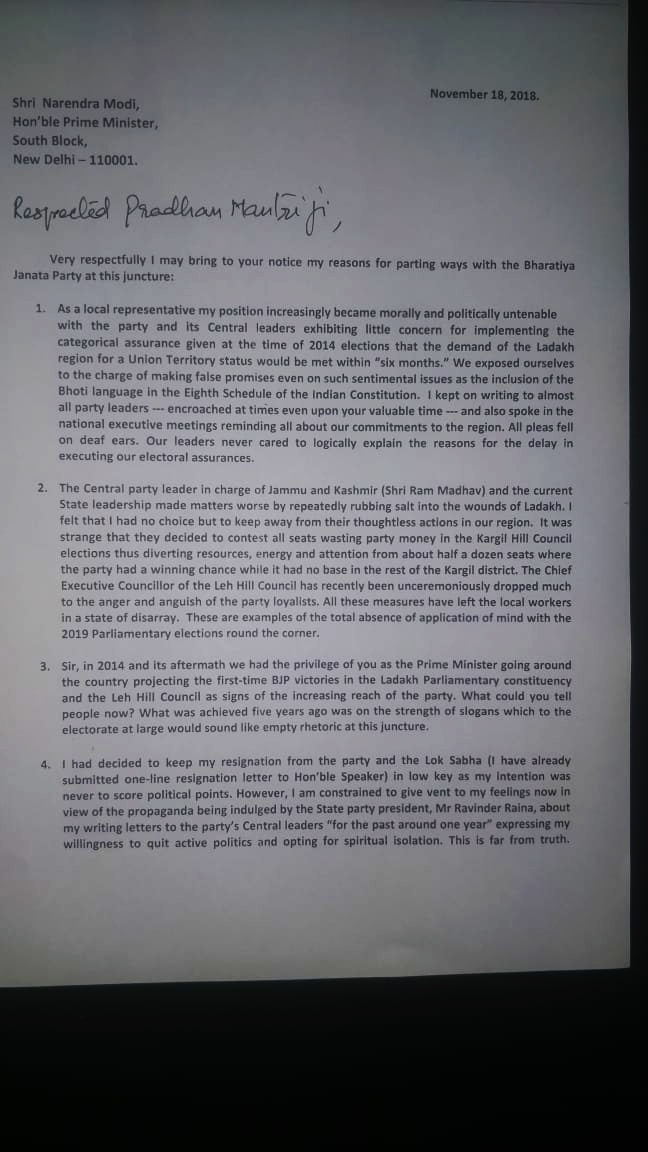 November 18, 2018.
Shri Narendra Modi,
Hon'ble Prime Minister,
South Block,
New Delhi – 110001.
Respected Pradhan Mantri ji,
Very respectfully I may bring to your notice my reasons for parting ways with the Bharatiya
Janata Party at this juncture:
1. As a local representative my position increasingly became morally and politically untenable
with the party and its Central leaders exhibiting little concern for implementing the
categorical assurance given at the time of 2014 elections that the demand of the Ladakh
region for a Union Territory status would be met within "six months." We exposed ourselves
to the charge of making false promises even on such sentimental issues as the inclusion of the
Bhoti language in the Eighth Schedule of the Indian Constitution. I kept on writing to almost
all party leaders --- encroached at times even upon your valuable time --- and also spoke in the
national executive meetings reminding all about our commitments to the region. All pleas fell
on deaf ears. Our leaders never cared to logically explain the reasons for the delay in
executing our electoral assurances.
2. The Central party leader in charge of Jammu and Kashmir (Shri Ram Madhav) and the current
State leadership made matters worse by repeatedly rubbing salt into the wounds of Ladakh. I
felt that I had no choice but to keep away from their thoughtless actions in our region. It was
strange that they decided to contest all seats wasting party money in the Kargil Hill Council
elections thus diverting resources, energy and attention from about half a dozen seats where
the party had a winning chance while it had no base in the rest of the Kargil district. The Chief
Executive Councillor of the Leh Hill Council has recently been unceremoniously dropped much
to the anger and anguish of the party loyalists. All these measures have left the local workers
in a state of disarray. These are examples of the total absence of application of mind with the
2019 Parliamentary elections round the corner.
3. Sir, in 2014 and its aftermath we had the privilege of you as the Prime Minister going around
the country projecting the first-time BJP victories in the Ladakh Parliamentary constituency
and the Leh Hill Council as signs of the increasing reach of the party. What could you tell
people now? What was achieved five years ago was on the strength of slogans which to the
electorate at large would sound like empty rhetoric at this juncture.
4. I had decided to keep my resignation from the party and the Lok Sabha (I have already
submitted one-line resignation letter to Hon'ble Speaker) in low key as my intention was
never to score political points. However, I am constrained to give vent to my feelings now in
view of the propaganda being indulged by the State party president, Mr Ravinder Raina, about
my writing letters to the party's Central leaders "for the past around one year" expressing my
willingness to quit active politics and opting for spiritual isolation. This is far from truth.